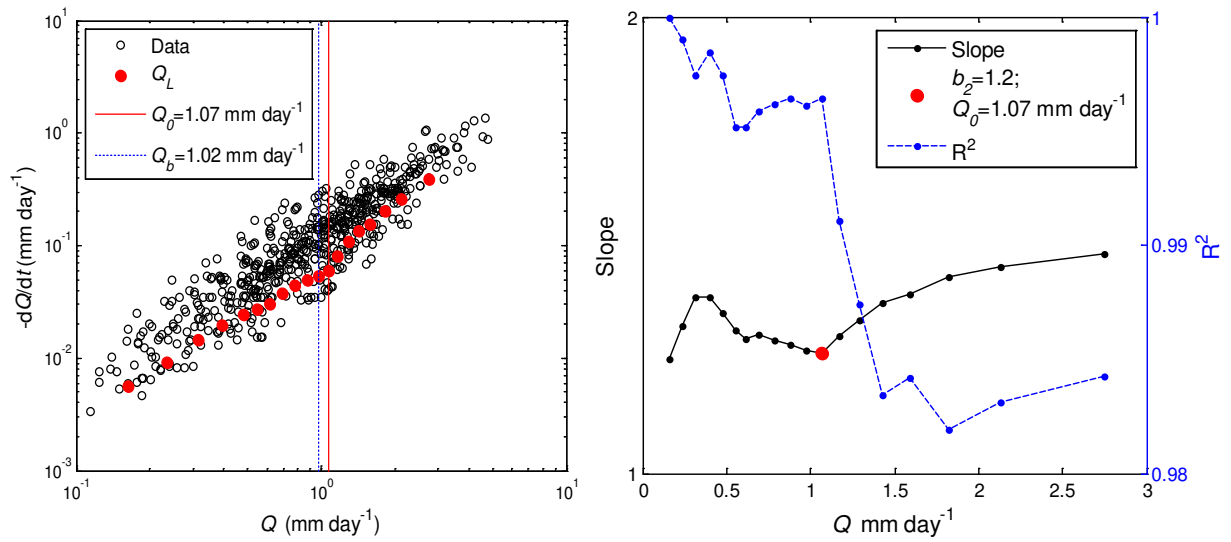 10^1
10^0
10^-1
10^-2
10^-3
-dQ/dt (mm day^-1)
Data
Q_L
Q_0=1.07 mm day^-1
Q_b=1.02 mm day^-1
10^-1
10^0
10^1
Q (mm day^-1)
2
1
Slope
Slope
b_2=1.2;
Q_0=1.07 mm day^-1
R^2
1
0.99
0.98
R^2
0
0.5
1
1.5
2
2.5
3
Q mm day^-1